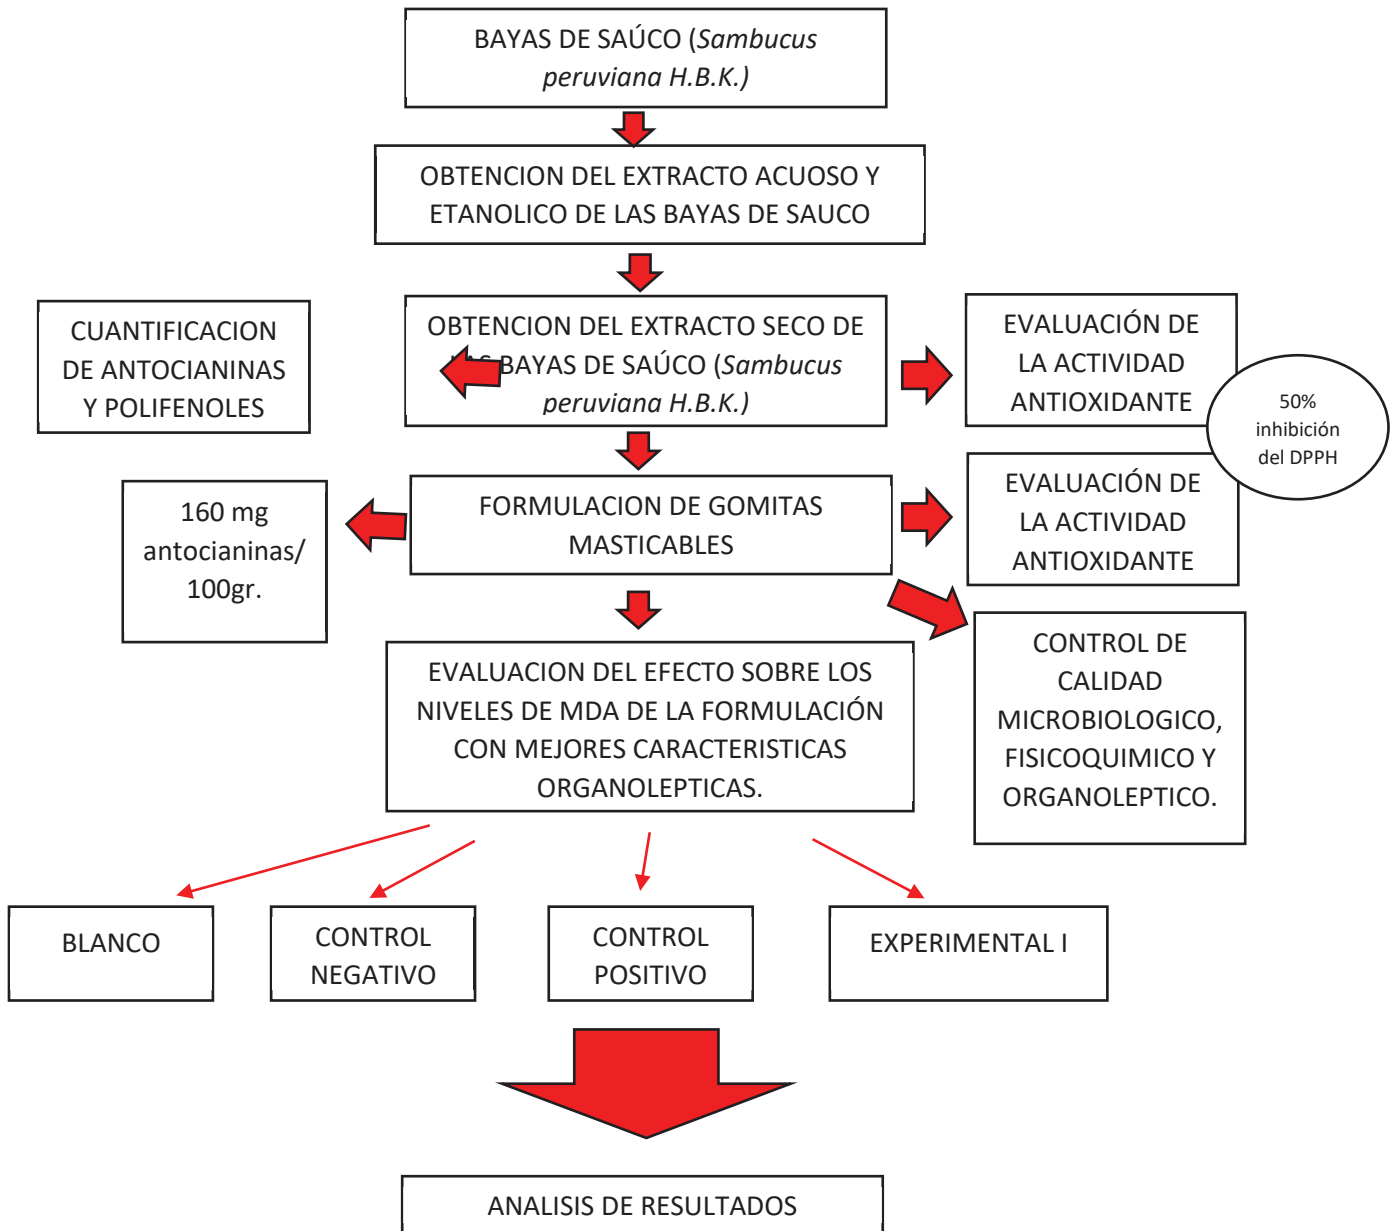 BAYAS DE SAÚCO (Sambucus
peruviana H.B.K.)
OBTENCION DEL EXTRACTO ACUOSO Y
ETANOLICO DE LAS BAYAS DE SAUCO
CUANTIFICACION
DE ANTOCIANINAS
Y POLIFENOLES
OBTENCION DEL EXTRACTO SECO DE
LAS BAYAS DE SAÚCO (Sambucus
peruviana H.B.K.)
EVALUACIÓN DE
LA ACTIVIDAD
ANTIOXIDANTE
50%
inhibición
del DPPH
160 mg
antocianinas/
100gr.
FORMULACION DE GOMITAS
MASTICABLES
EVALUACIÓN DE
LA ACTIVIDAD
ANTIOXIDANTE
EVALUACION DEL EFECTO SOBRE LOS
NIVELES DE MDA DE LA FORMULACIÓN
CON MEJORES CARACTERISTICAS
ORGANOLEPTICAS.
CONTROL DE
CALIDAD
MICROBIOLOGICO,
FISICOQUIMICO Y
ORGANOLEPTICO.
BLANCO
CONTROL
NEGATIVO
CONTROL
POSITIVO
EXPERIMENTAL I
ANALISIS DE RESULTADOS